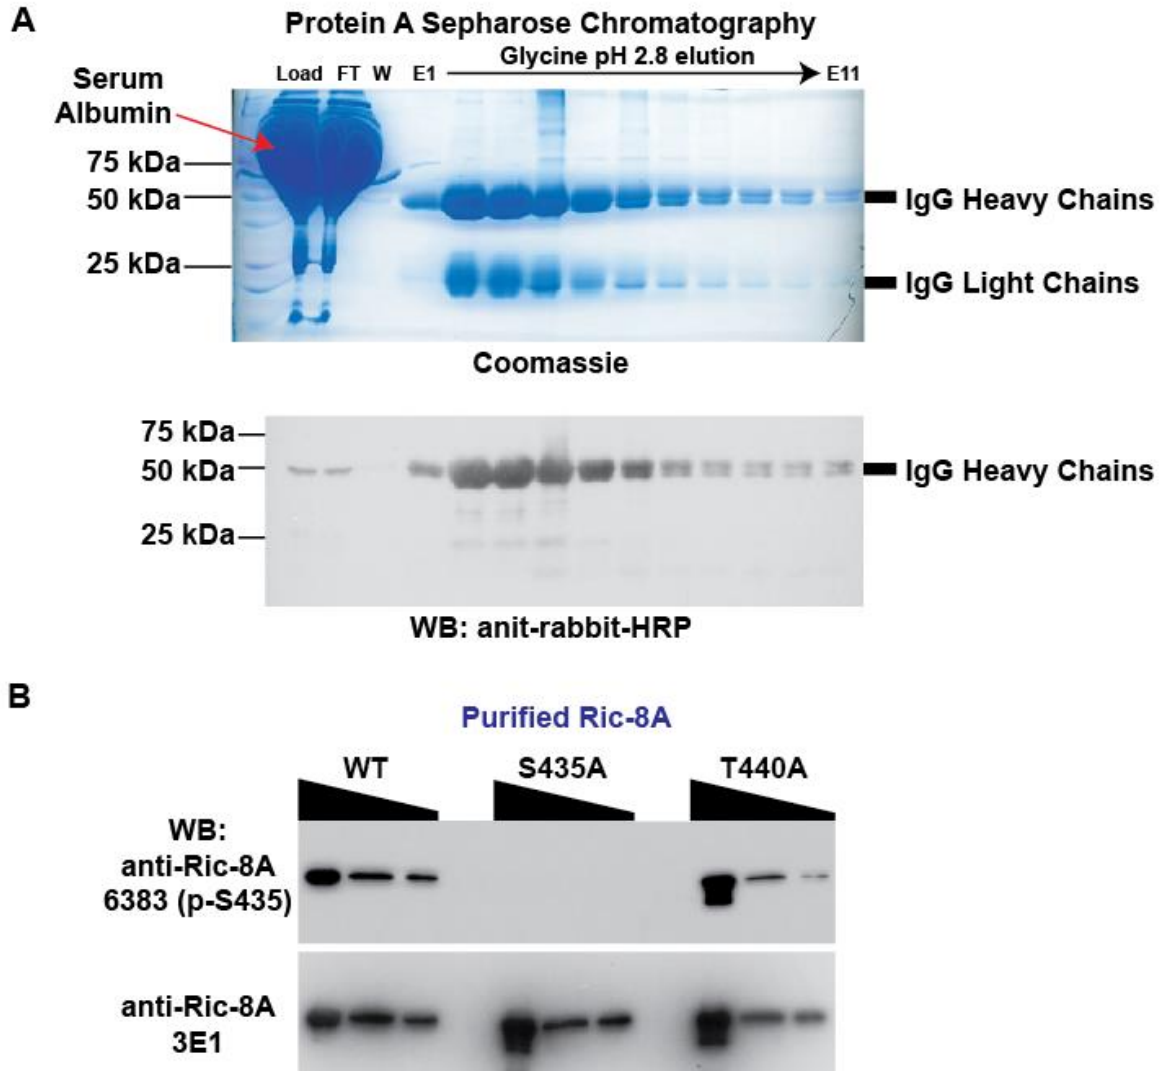 A
Protein A Sepharose Chromatography
Glycine pH 2.8 elution
Load FT W E1 E11
Serum
Albumin
75 kDa
50 kDa
25 kDa
IgG Heavy Chains
IgG Light Chains
Coomassie
75 kDa
50 kDa
25 kDa
IgG Heavy Chains
WB: anit-rabbit-HRP
B
Purified Ric-8A
WT S435A T440A
WB:
anti-Ric-8A
6383 (p-S435)
anti-Ric-8A
3E1